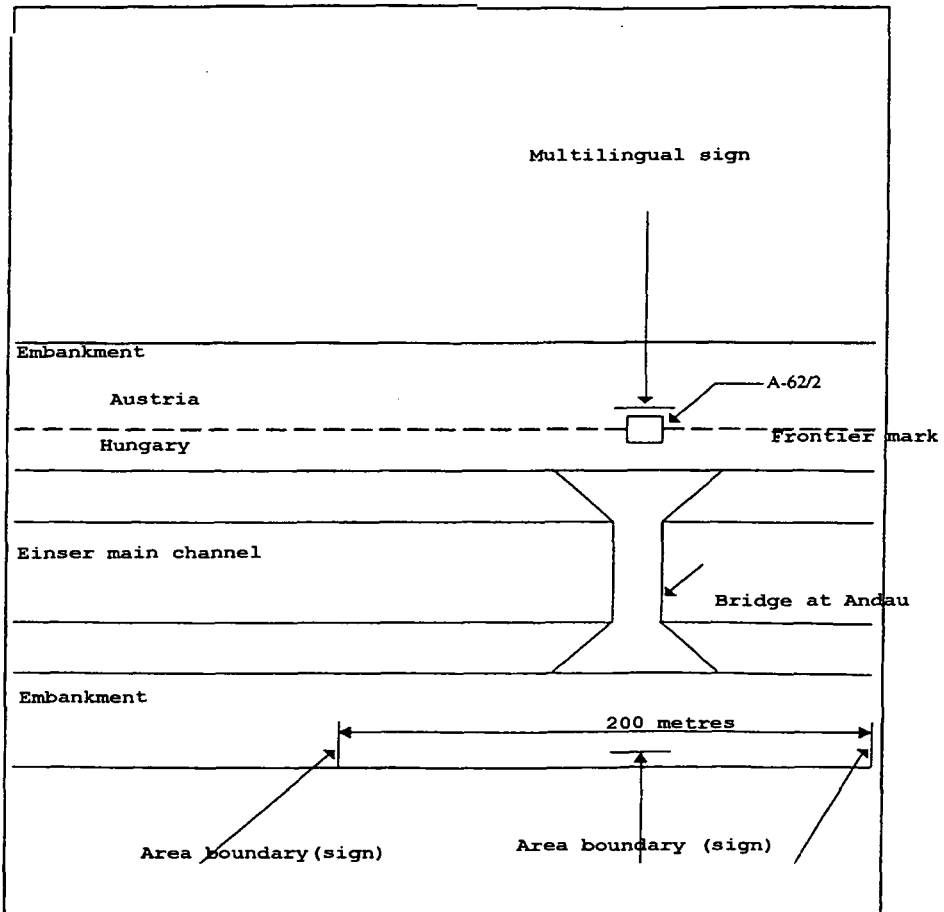 Multilingual sign
Embankment
A-62/2
Austria
Frontier mark
Hungary
Einser main channel
Bridge at Andau
Embankment
200 metres
Area boundary (sign)
Area boundary (sign)